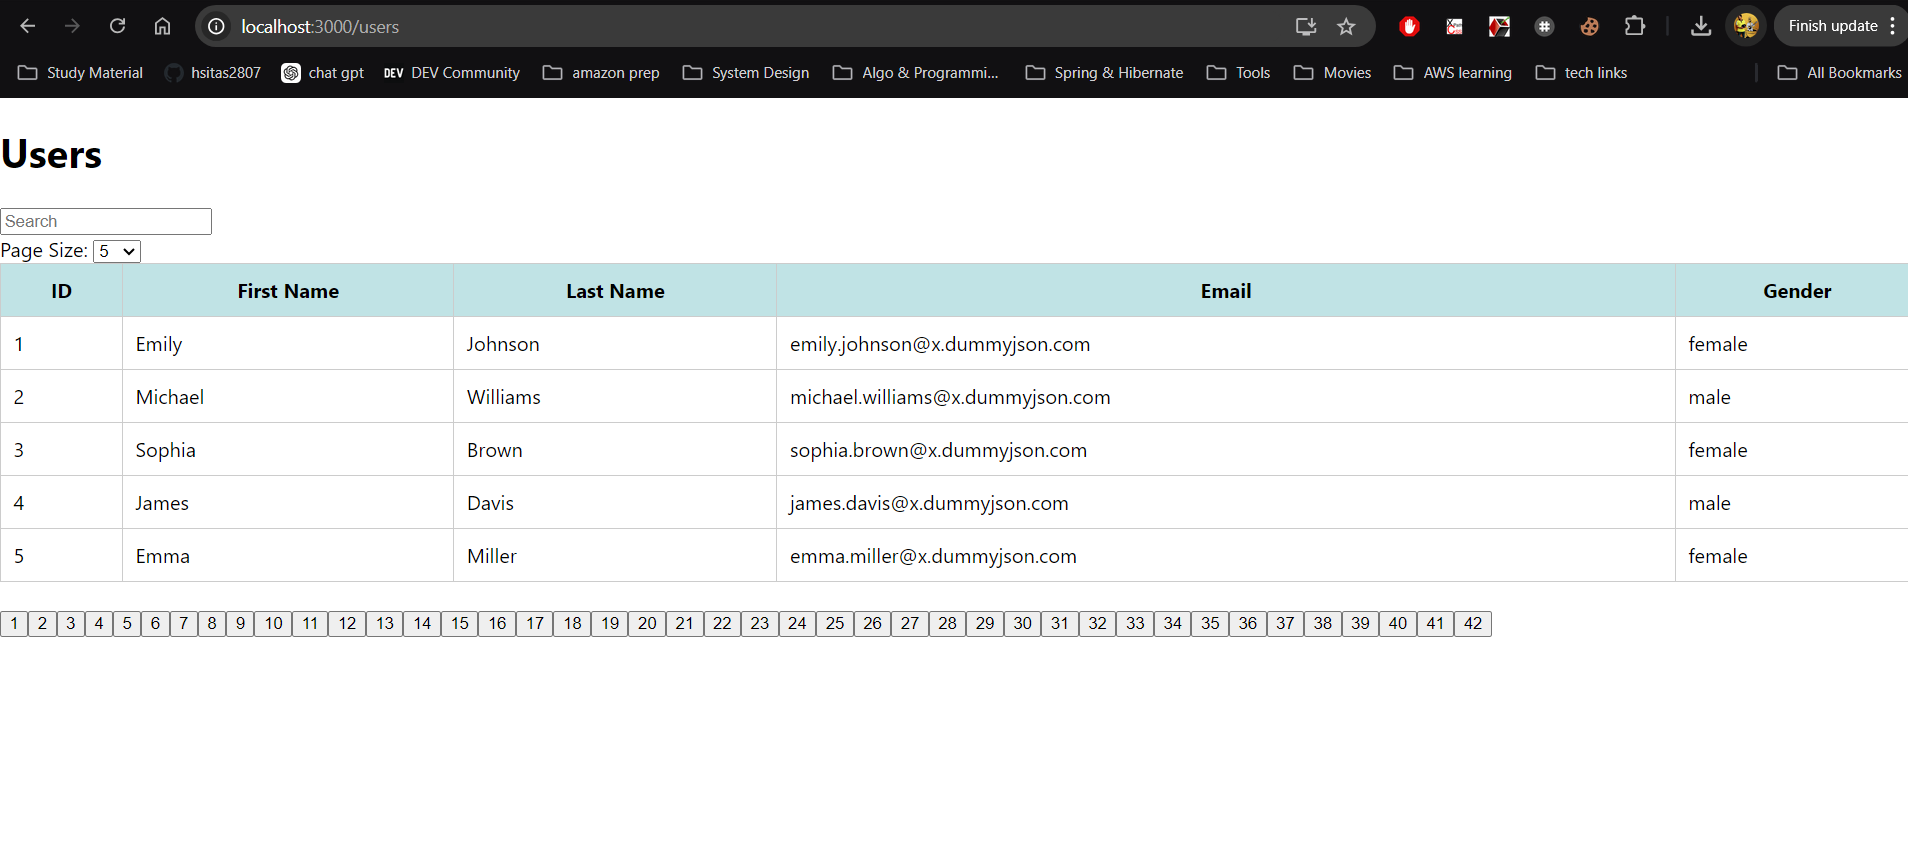 localhost:3000/users
Finish update
Study Material hsitas2807 chat gpt DEV DEV Community amazon prep System Design Algo & Programmi... Spring & Hibernate Tools Movies AWS learning tech links All Bookmarks
Users
Search
Page Size: 5
ID First Name Last Name Email Gender
1 Emily Johnson emily.johnson@x.dummyjson.com female
2 Michael Williams michael.williams@x.dummyjson.com male
3 Sophia Brown sophia.brown@x.dummyjson.com female
4 James Davis james.davis@x.dummyjson.com male
5 Emma Miller emma.miller@x.dummyjson.com female
1 2 3 4 5 6 7 8 9 10 11 12 13 14 15 16 17 18 19 20 21 22 23 24 25 26 27 28 29 30 31 32 33 34 35 36 37 38 39 40 41 42